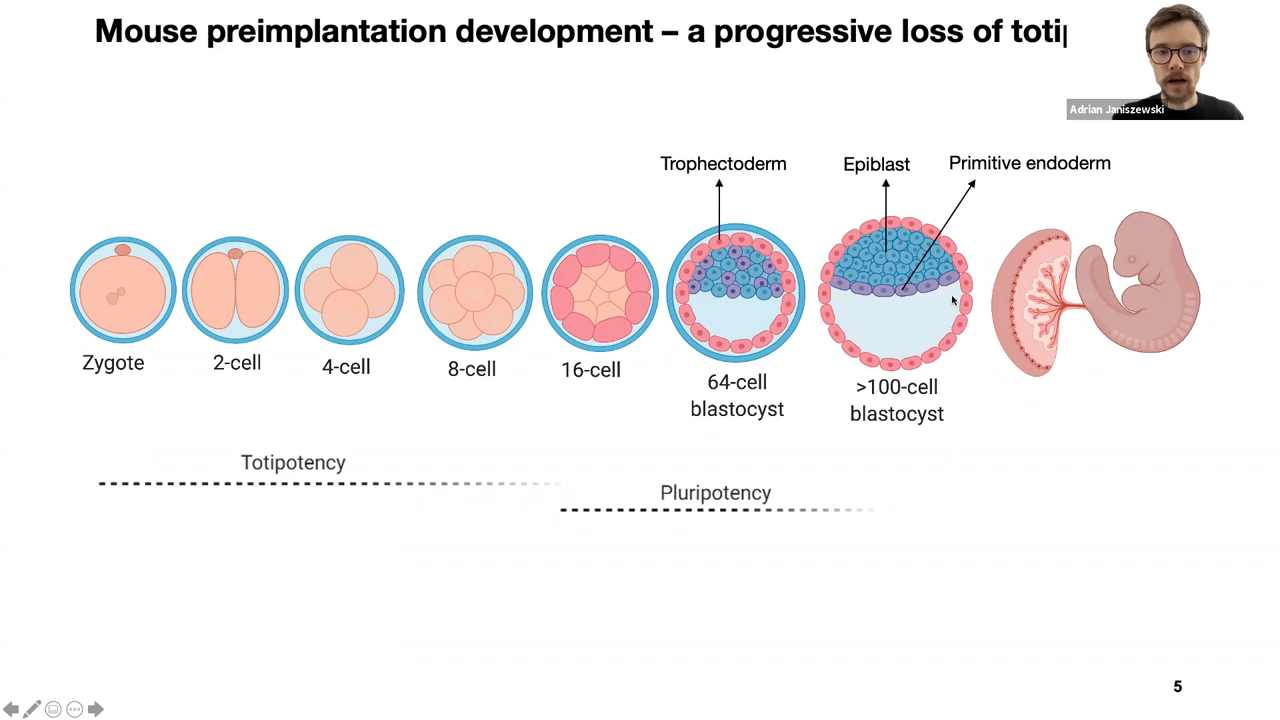 Mouse preimplantation development – a progressive loss of
Adrian Janiszewski
Trophectoderm
Epiblast
Primitive endoderm
Zygote
2-cell
4-cell
8-cell
16-cell
64-cell
blastocyst
>100-cell
blastocyst
Totipotency
Pluripotency
5